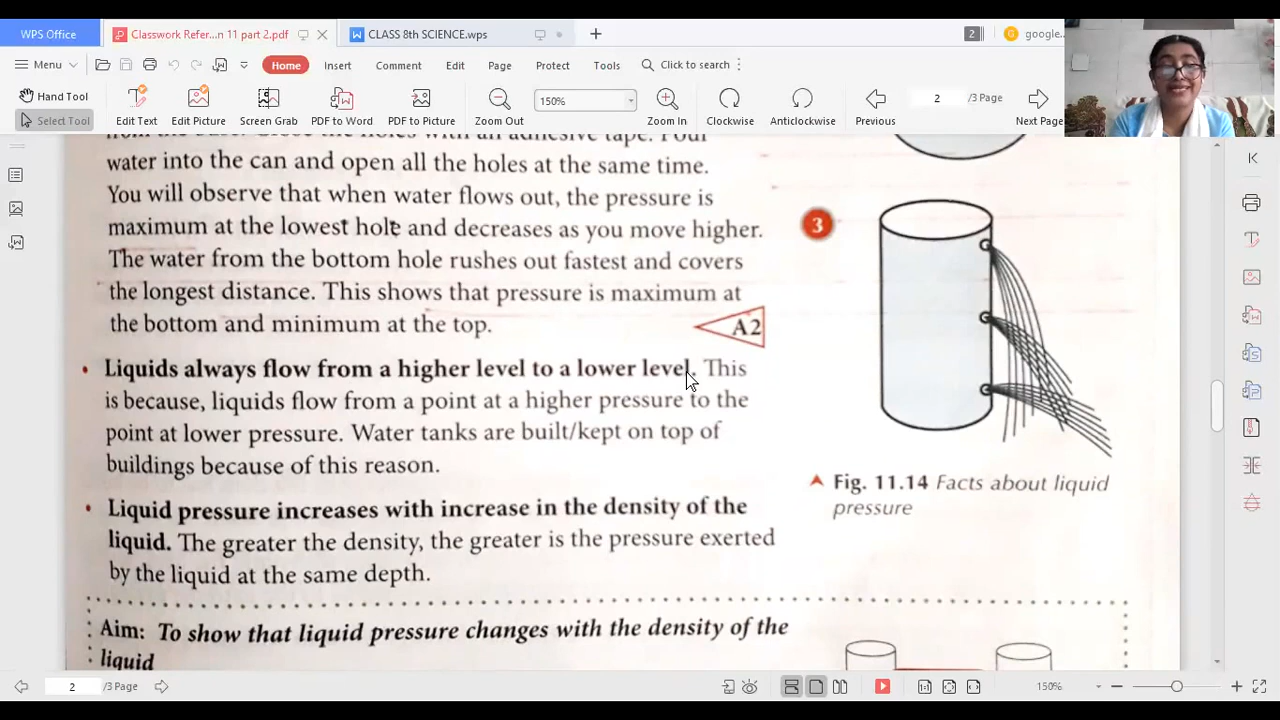 WPS Office
Classwork Refer...n 11 part 2.pdf
CLASS 8th SCIENCE.wps
2
google...
Menu
Home
Insert
Comment
Edit
Page
Protect
Tools
Click to search
Hand Tool
Select Tool
Edit Text
Edit Picture
Screen Grab
PDF to Word
PDF to Picture
Zoom Out
150%
Zoom In
Clockwise
Anticlockwise
Previous
2 /3 Page
Next Page
water into the can and open all the holes at the same time.
You will observe that when water flows out, the pressure is
maximum at the lowest hole and decreases as you move higher.
The water from the bottom hole rushes out fastest and covers
the longest distance. This shows that pressure is maximum at
the bottom and minimum at the top.
A2
• Liquids always flow from a higher level to a lower level. This
is because, liquids flow from a point at a higher pressure to the
point at lower pressure. Water tanks are built/kept on top of
buildings because of this reason.
• Liquid pressure increases with increase in the density of the
liquid. The greater the density, the greater is the pressure exerted
by the liquid at the same depth.
3
Fig. 11.14 Facts about liquid
pressure
Aim: To show that liquid pressure changes with the density of the
liquid
2 /3 Page
150%